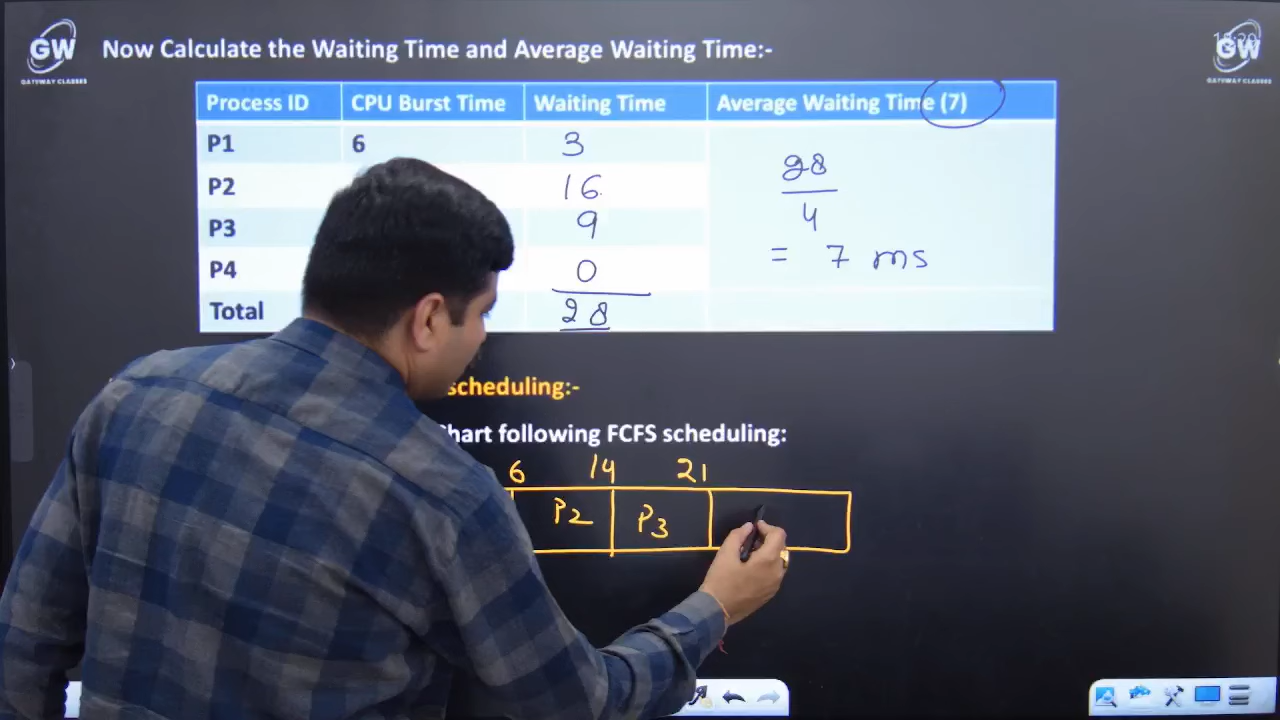 GW
GATEWAY CLASSES
Now Calculate the Waiting Time and Average Waiting Time:-
GW
GATEWAY CLASSES
Process ID CPU Burst Time Waiting Time Average Waiting Time (7)
P1 6 3
P2 16
P3 9
P4 0
Total 28
28
4
= 7 ms
scheduling:-
Chart following FCFS scheduling:
6 14 21
P2 P3